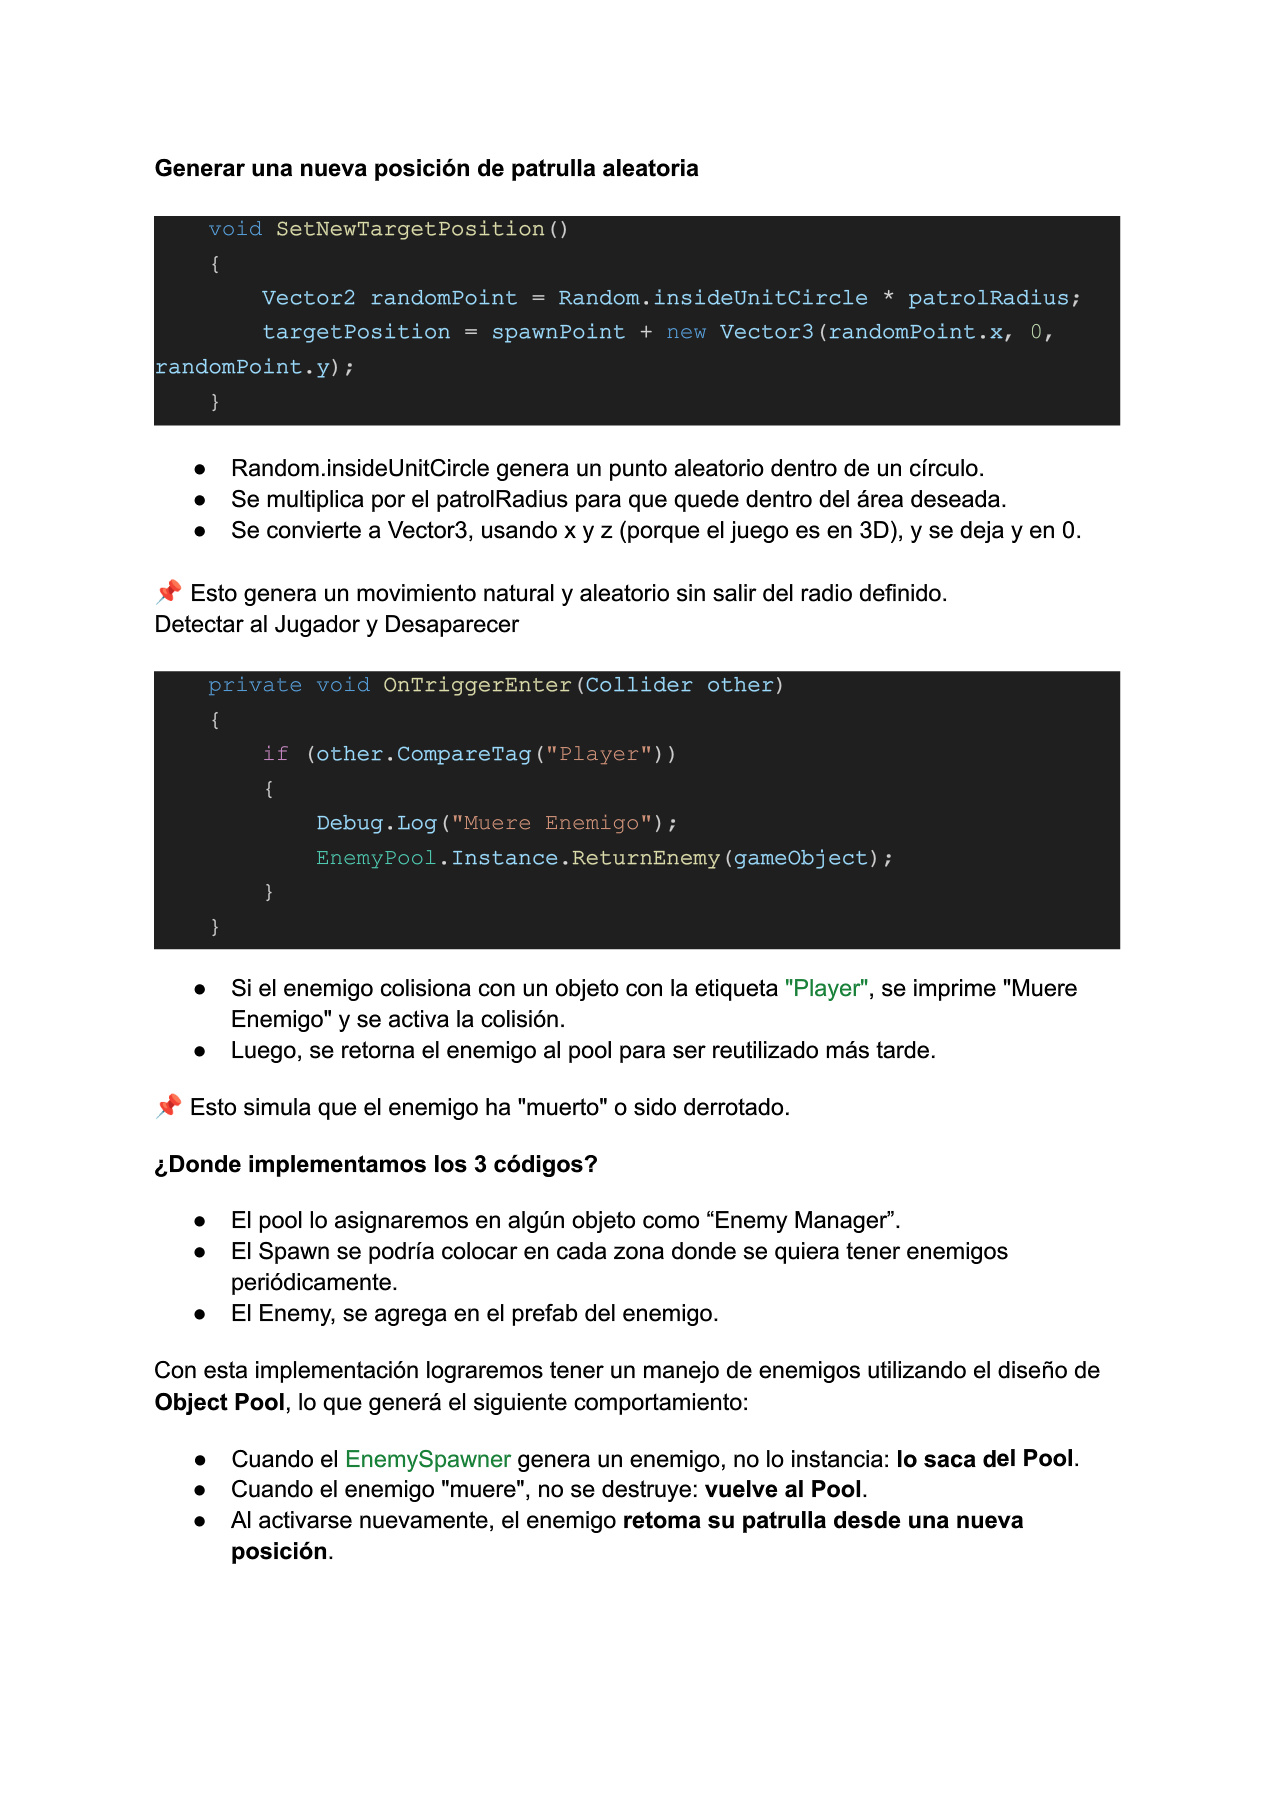 Generar una nueva posición de patrulla aleatoria
void SetNewTargetPosition()
{
Vector2 randomPoint = Random.insideUnitCircle * patrolRadius;
targetPosition = spawnPoint + new Vector3(randomPoint.x, 0,
randomPoint.y);
}
● Random.insideUnitCircle genera un punto aleatorio dentro de un círculo.
● Se multiplica por el patrolRadius para que quede dentro del área deseada.
● Se convierte a Vector3, usando x y z (porque el juego es en 3D), y se deja y en 0.
📌 Esto genera un movimiento natural y aleatorio sin salir del radio definido.
Detectar al Jugador y Desaparecer
private void OnTriggerEnter(Collider other)
{
if (other.CompareTag("Player"))
{
Debug.Log("Muere Enemigo");
EnemyPool.Instance.ReturnEnemy(gameObject);
}
}
● Si el enemigo colisiona con un objeto con la etiqueta "Player", se imprime "Muere
Enemigo" y se activa la colisión.
● Luego, se retorna el enemigo al pool para ser reutilizado más tarde.
📌 Esto simula que el enemigo ha "muerto" o sido derrotado.
¿Donde implementamos los 3 códigos?
● El pool lo asignaremos en algún objeto como “Enemy Manager”.
● El Spawn se podría colocar en cada zona donde se quiera tener enemigos
periódicamente.
● El Enemy, se agrega en el prefab del enemigo.
Con esta implementación lograremos tener un manejo de enemigos utilizando el diseño de
Object Pool, lo que generá el siguiente comportamiento:
● Cuando el EnemySpawner genera un enemigo, no lo instancia: lo saca del Pool.
● Cuando el enemigo "muere", no se destruye: vuelve al Pool.
● Al activarse nuevamente, el enemigo retoma su patrulla desde una nueva
posición.